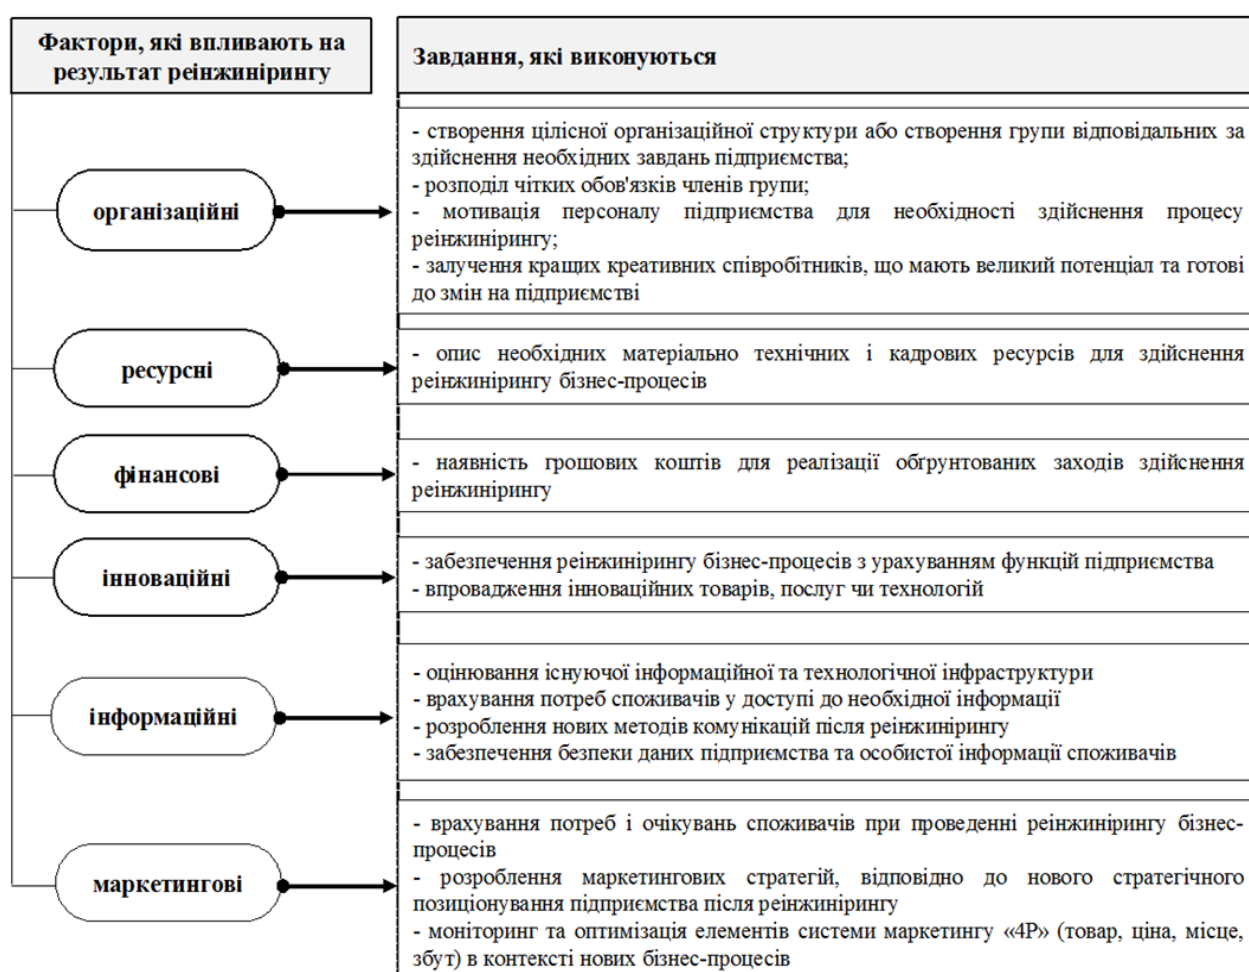 Фактори, які впливають на
результат реінжинірингу
Завдання, які виконуються
організаційні
- створення цілісної організаційної структури або створення групи відповідальних за
здійснення необхідних завдань підприємства;
- розподіл чітких обов'язків членів групи;
- мотивація персоналу підприємства для необхідності здійснення процесу
реінжинірингу;
- залучення кращих креативних співробітників, що мають великий потенціал та готові
до змін на підприємстві
ресурсні
- опис необхідних матеріально технічних і кадрових ресурсів для здійснення
реінжинірингу бізнес-процесів
фінансові
- наявність грошових коштів для реалізації обґрунтованих заходів здійснення
реінжинірингу
інноваційні
- забезпечення реінжинірингу бізнес-процесів з урахуванням функцій підприємства
- впровадження інноваційних товарів, послуг чи технологій
інформаційні
- оцінювання існуючої інформаційної та технологічної інфраструктури
- врахування потреб споживачів у доступі до необхідної інформації
- розроблення нових методів комунікацій після реінжинірингу
- забезпечення безпеки даних підприємства та особистої інформації споживачів
маркетингові
- врахування потреб і очікувань споживачів при проведенні реінжинірингу бізнес-
процесів
- розроблення маркетингових стратегій, відповідно до нового стратегічного
позиціонування підприємства після реінжинірингу
- моніторинг та оптимізація елементів системи маркетингу «4Р» (товар, ціна, місце,
збут) в контексті нових бізнес-процесів